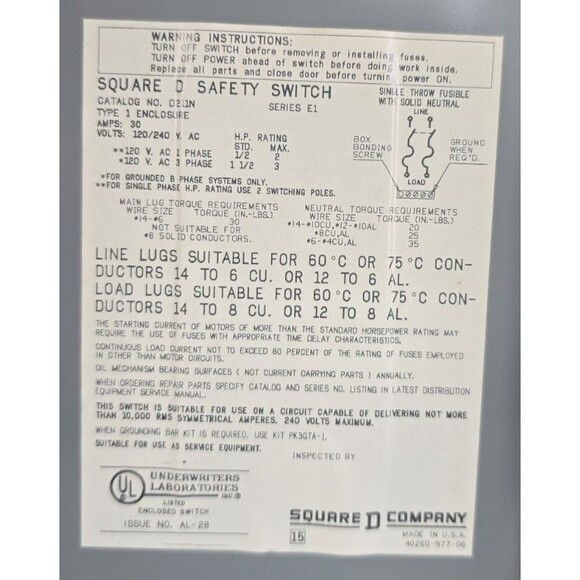 WARNING INSTRUCTIONS:
TURN OFF SWITCH before removing or installing fuses.
TURN OFF POWER ahead of switch before doing work inside.
Replace all parts and close door before turning power ON.
SQUARE D SAFETY SWITCH
CATALOG NO. D211N SERIES E1
TYPE 1 ENCLOSURE
AMPS: 30
VOLTS: 120/240 V. AC H.P. RATING
STD. MAX.
**120 V. AC 1 PHASE 1/2 2
*120 V. AC 3 PHASE 1 1/2 3
*FOR GROUNDED B PHASE SYSTEMS ONLY.
**FOR SINGLE PHASE H.P. RATING USE 2 SWITCHING POLES.
SINGLE THROW FUSIBLE
WITH SOLID NEUTRAL
LINE
BOX
BONDING
SCREW
GROUND
WHEN
REQ'D.
LOAD
MAIN LUG TORQUE REQUIREMENTS
WIRE SIZE TORQUE (IN.-LBS.)
#14-#6 30
NOT SUITABLE FOR
#8 SOLID CONDUCTORS.
NEUTRAL TORQUE REQUIREMENTS
WIRE SIZE TORQUE (IN.-LBS.)
#14-#10CU,#12-#10AL 20
#8CU,AL 25
#6-#4CU,AL 35
LINE LUGS SUITABLE FOR 60°C OR 75°C CON-
DUCTORS 14 TO 6 CU. OR 12 TO 6 AL.
LOAD LUGS SUITABLE FOR 60°C OR 75°C CON-
DUCTORS 14 TO 8 CU. OR 12 TO 8 AL.
THE STARTING CURRENT OF MOTORS OF MORE THAN THE STANDARD HORSEPOWER RATING MAY
REQUIRE THE USE OF FUSES WITH APPROPRIATE TIME DELAY CHARACTERISTICS.
CONTINUOUS LOAD CURRENT NOT TO EXCEED 80 PERCENT OF THE RATING OF FUSES EMPLOYED
IN OTHER THAN MOTOR CIRCUITS.
OIL MECHANISM BEARING SURFACES ( NOT CURRENT CARRYING PARTS ) ANNUALLY.
WHEN ORDERING REPAIR PARTS SPECIFY CATALOG AND SERIES NO. LISTING IN LATEST DISTRIBUTION
EQUIPMENT SERVICE MANUAL.
THIS SWITCH IS SUITABLE FOR USE ON A CIRCUIT CAPABLE OF DELIVERING NOT MORE
THAN 10,000 RMS SYMMETRICAL AMPERES, 240 VOLTS MAXIMUM.
WHEN GROUNDING BAR KIT IS REQUIRED, USE KIT PK3GTA-1.
SUITABLE FOR USE AS SERVICE EQUIPMENT.
INSPECTED BY
UL
UNDERWRITERS
LABORATORIES
INC.®
LISTED
ENCLOSED SWITCH
ISSUE NO. AL-28
15
SQUARE D COMPANY
MADE IN U.S.A.
40260-577-06